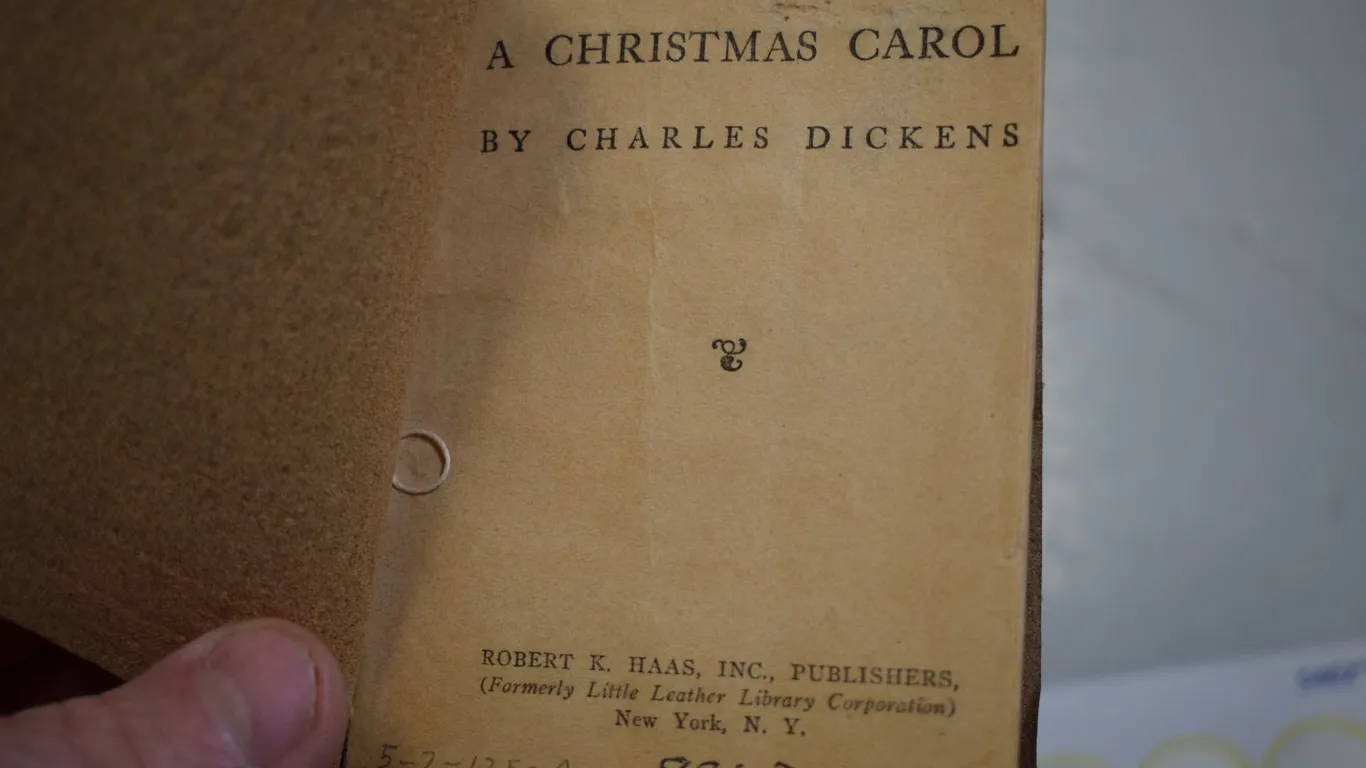 A CHRISTMAS CAROL
BY CHARLES DICKENS
ROBERT K. HAAS, INC., PUBLISHERS,
(Formerly Little Leather Library Corporation)
New York, N. Y.